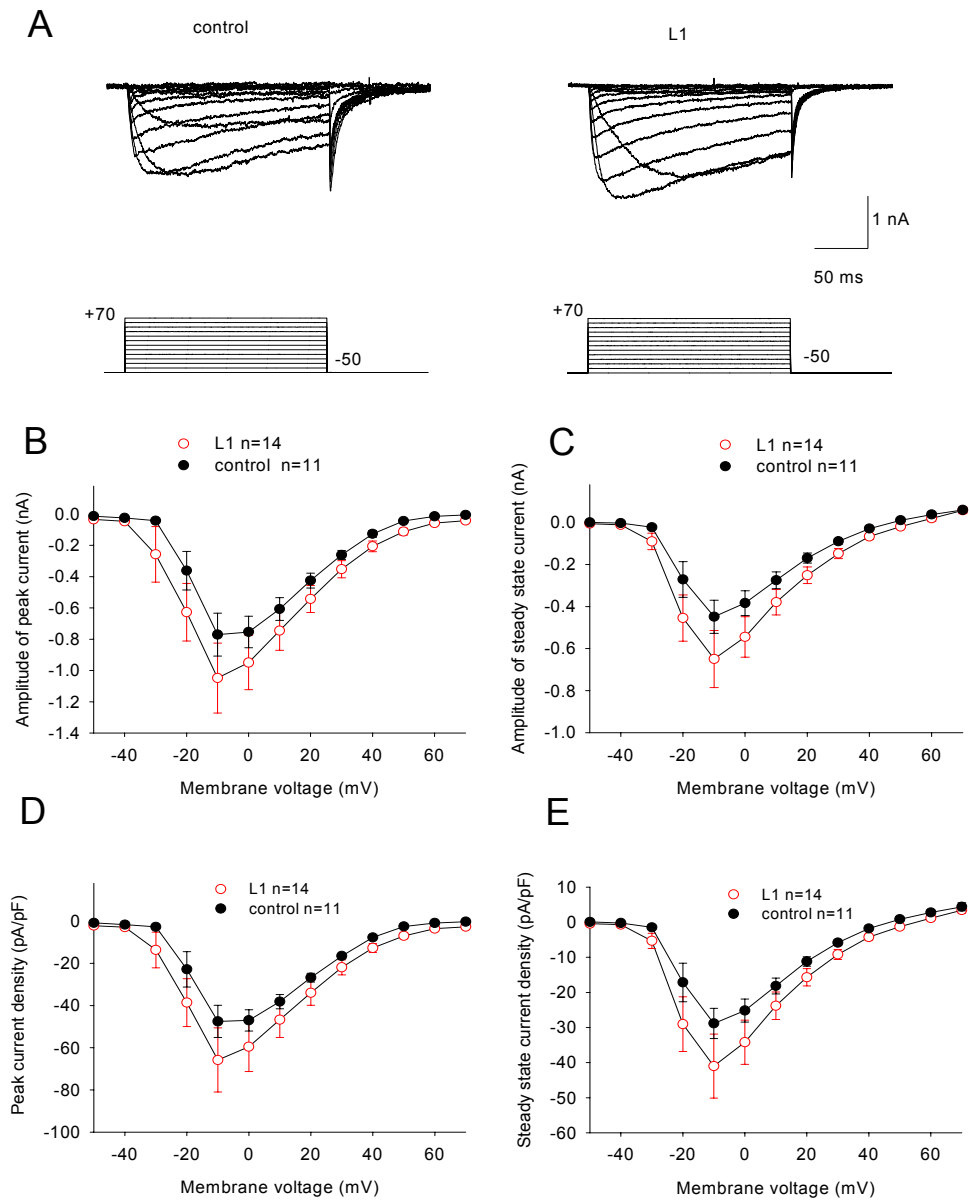 A
control
L1
1 nA
50 ms
+70
-50
+70
-50
B
L1 n=14
control n=11
Amplitude of peak current (nA)
0.0
-0.2
-0.4
-0.6
-0.8
-1.0
-1.2
-1.4
-40 -20 0 20 40 60
Membrane voltage (mV)
C
L1 n=14
control n=11
Amplitude of steady state current (nA)
0.0
-0.2
-0.4
-0.6
-0.8
-1.0
-40 -20 0 20 40 60
Membrane voltage (mV)
D
L1 n=14
control n=11
Peak current density (pA/pF)
0
-20
-40
-60
-80
-100
-40 -20 0 20 40 60
Membrane voltage (mV)
E
L1 n=14
control n=11
Steady state current density (pA/pF)
10
0
-10
-20
-30
-40
-50
-60
-40 -20 0 20 40 60
Membrane voltage (mV)